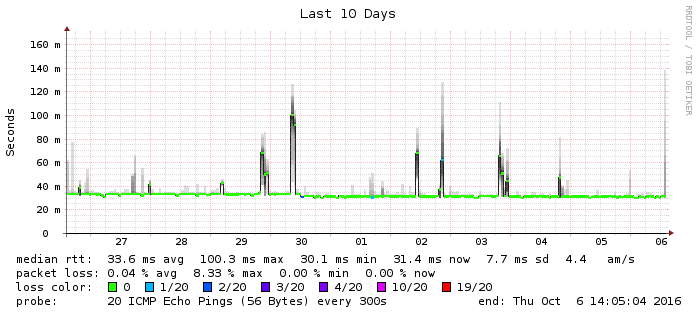 Last 10 Days
RRDTOOL / TOBI OETIKER
Seconds
160 m
140 m
120 m
100 m
80 m
60 m
40 m
20 m
0
27 28 29 30 01 02 03 04 05 06
median rtt: 33.6 ms avg 100.3 ms max 30.1 ms min 31.4 ms now 7.7 ms sd 4.4 am/s
packet loss: 0.04 % avg 8.33 % max 0.00 % min 0.00 % now
loss color: 0 1/20 2/20 3/20 4/20 10/20 19/20
probe: 20 ICMP Echo Pings (56 Bytes) every 300s end: Thu Oct 6 14:05:04 2016